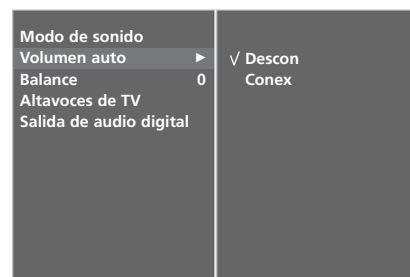 Modo de sonido
Volumen auto ►
Balance 0
Altavoces de TV
Salida de audio digital
√ Descon
Conex